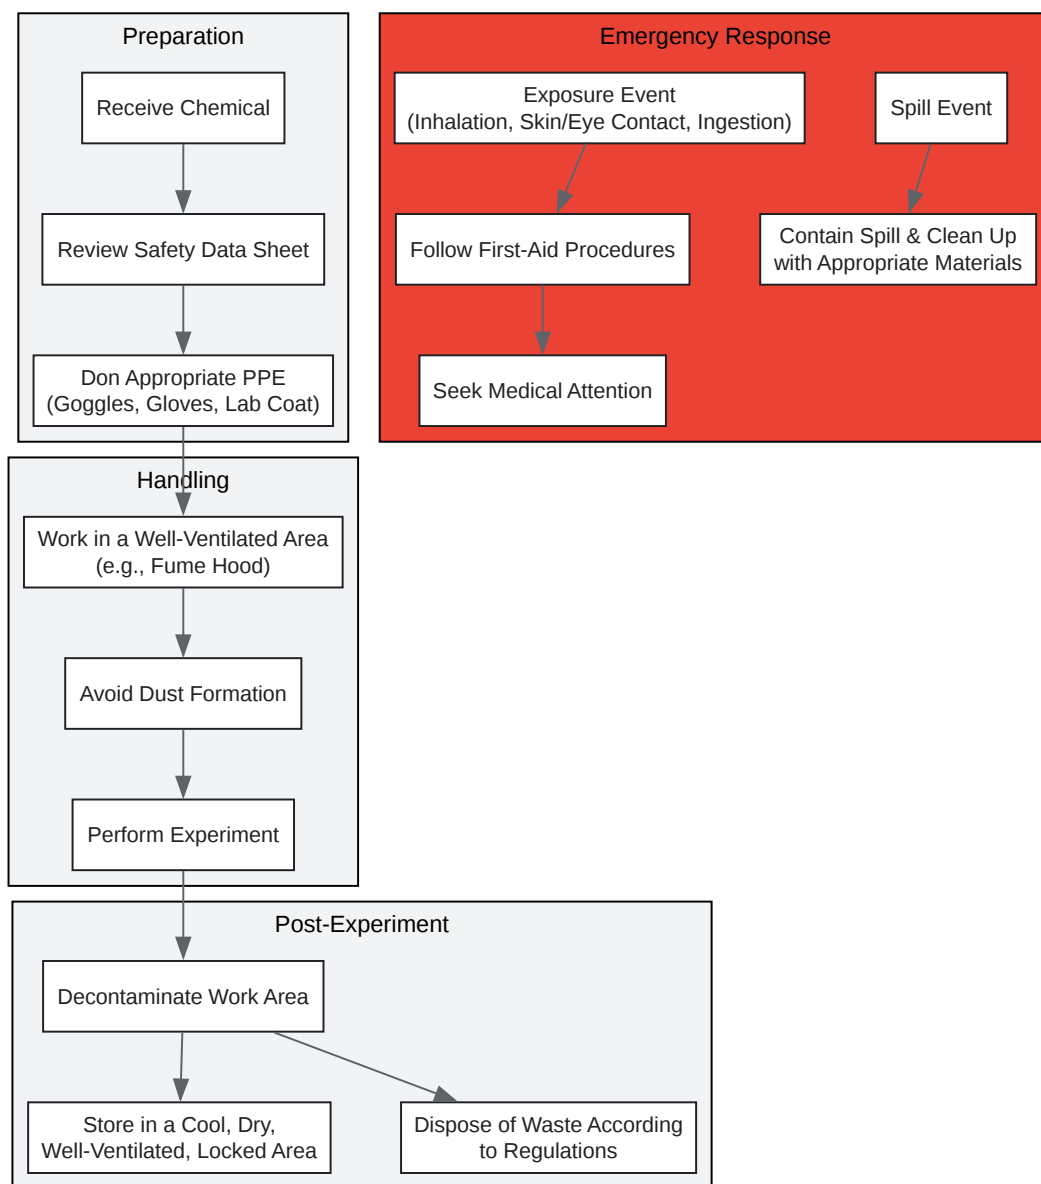 Preparation
Receive Chemical
Review Safety Data Sheet
Don Appropriate PPE
(Goggles, Gloves, Lab Coat)
Emergency Response
Exposure Event
(Inhalation, Skin/Eye Contact, Ingestion)
Spill Event
Follow First-Aid Procedures
Contain Spill & Clean Up
with Appropriate Materials
Seek Medical Attention
Handling
Work in a Well-Ventilated Area
(e.g., Fume Hood)
Avoid Dust Formation
Perform Experiment
Post-Experiment
Decontaminate Work Area
Store in a Cool, Dry,
Well-Ventilated, Locked Area
Dispose of Waste According
to Regulations